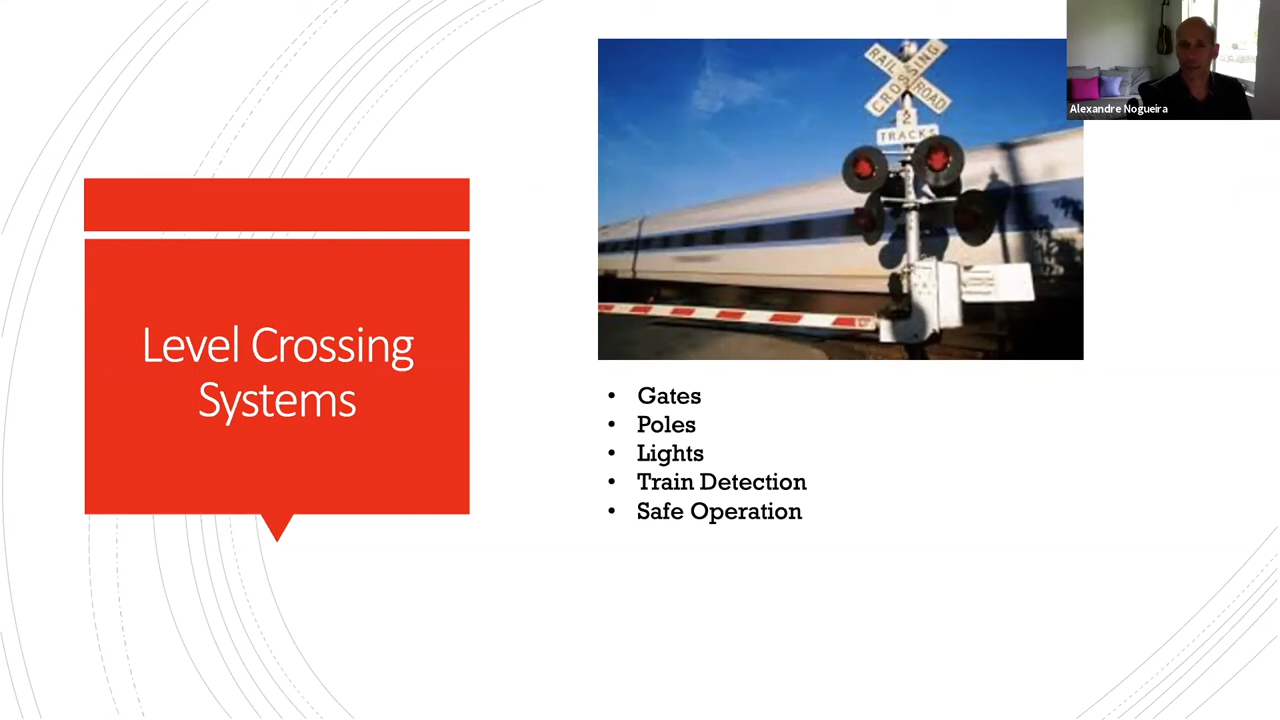 Level Crossing
Systems
RAIL ROAD
CROSSING
2
TRACKS
Alexandre Nogueira
• Gates
• Poles
• Lights
• Train Detection
• Safe Operation